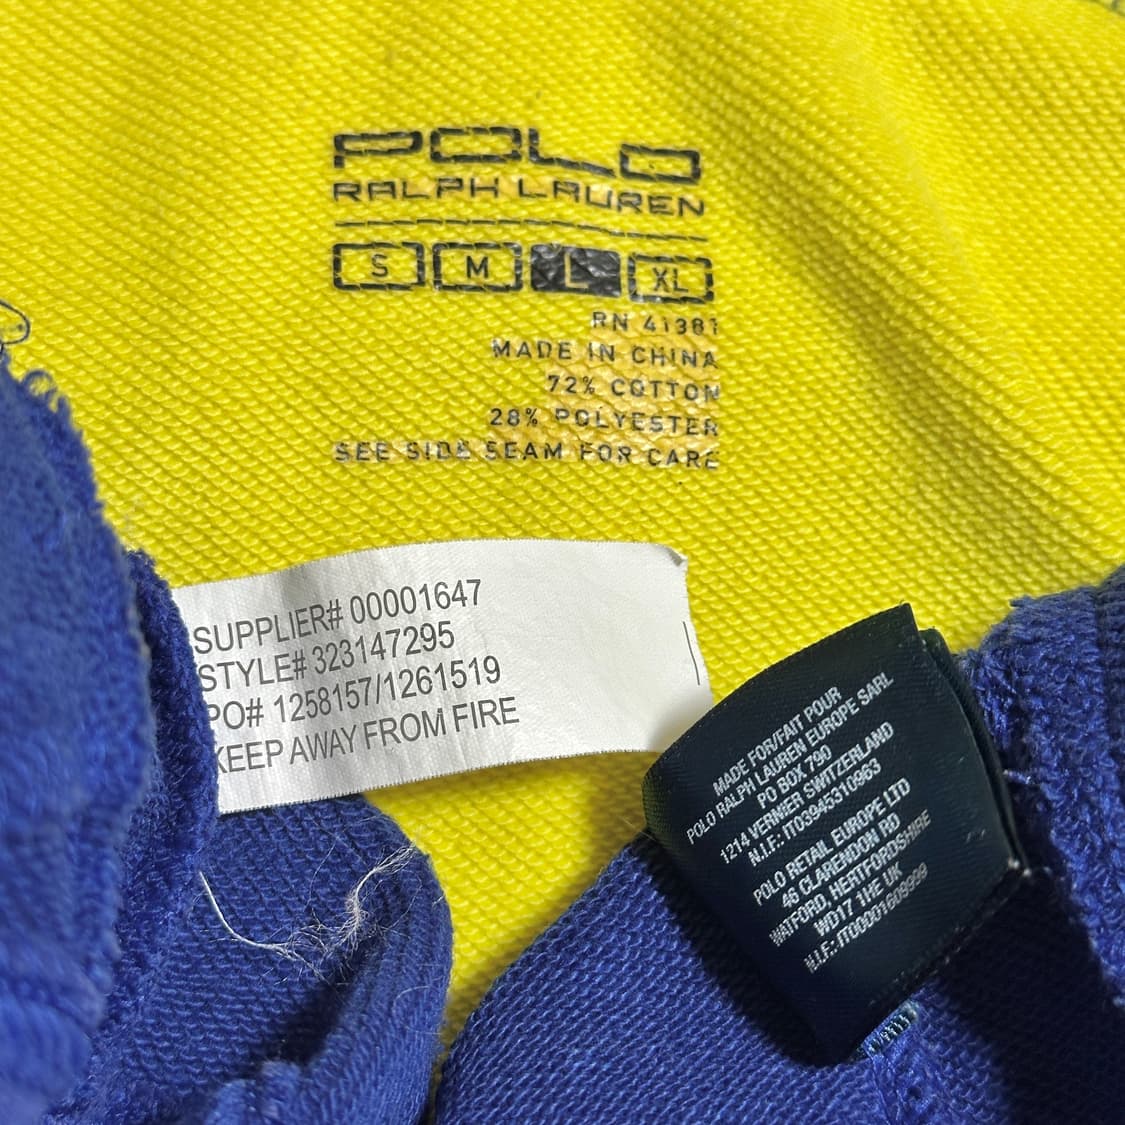 POLO
RALPH LAUREN
S M L XL
RN 41381
MADE IN CHINA
72% COTTON
28% POLYESTER
SEE SIDE SEAM FOR CARE
SUPPLIER# 00001647
STYLE# 323147295
PO# 1258157/1261519
KEEP AWAY FROM FIRE
MADE FOR/FAIT POUR
POLO RALPH LAUREN EUROPE SARL
PO BOX 790
1214 VERNIER SWITZERLAND
N.I.F.: IT03945310963
POLO RETAIL EUROPE LTD
46 CLARENDON RD
WATFORD, HERTFORDSHIRE
WD17 1HE UK
N.I.F.: IT00001609999